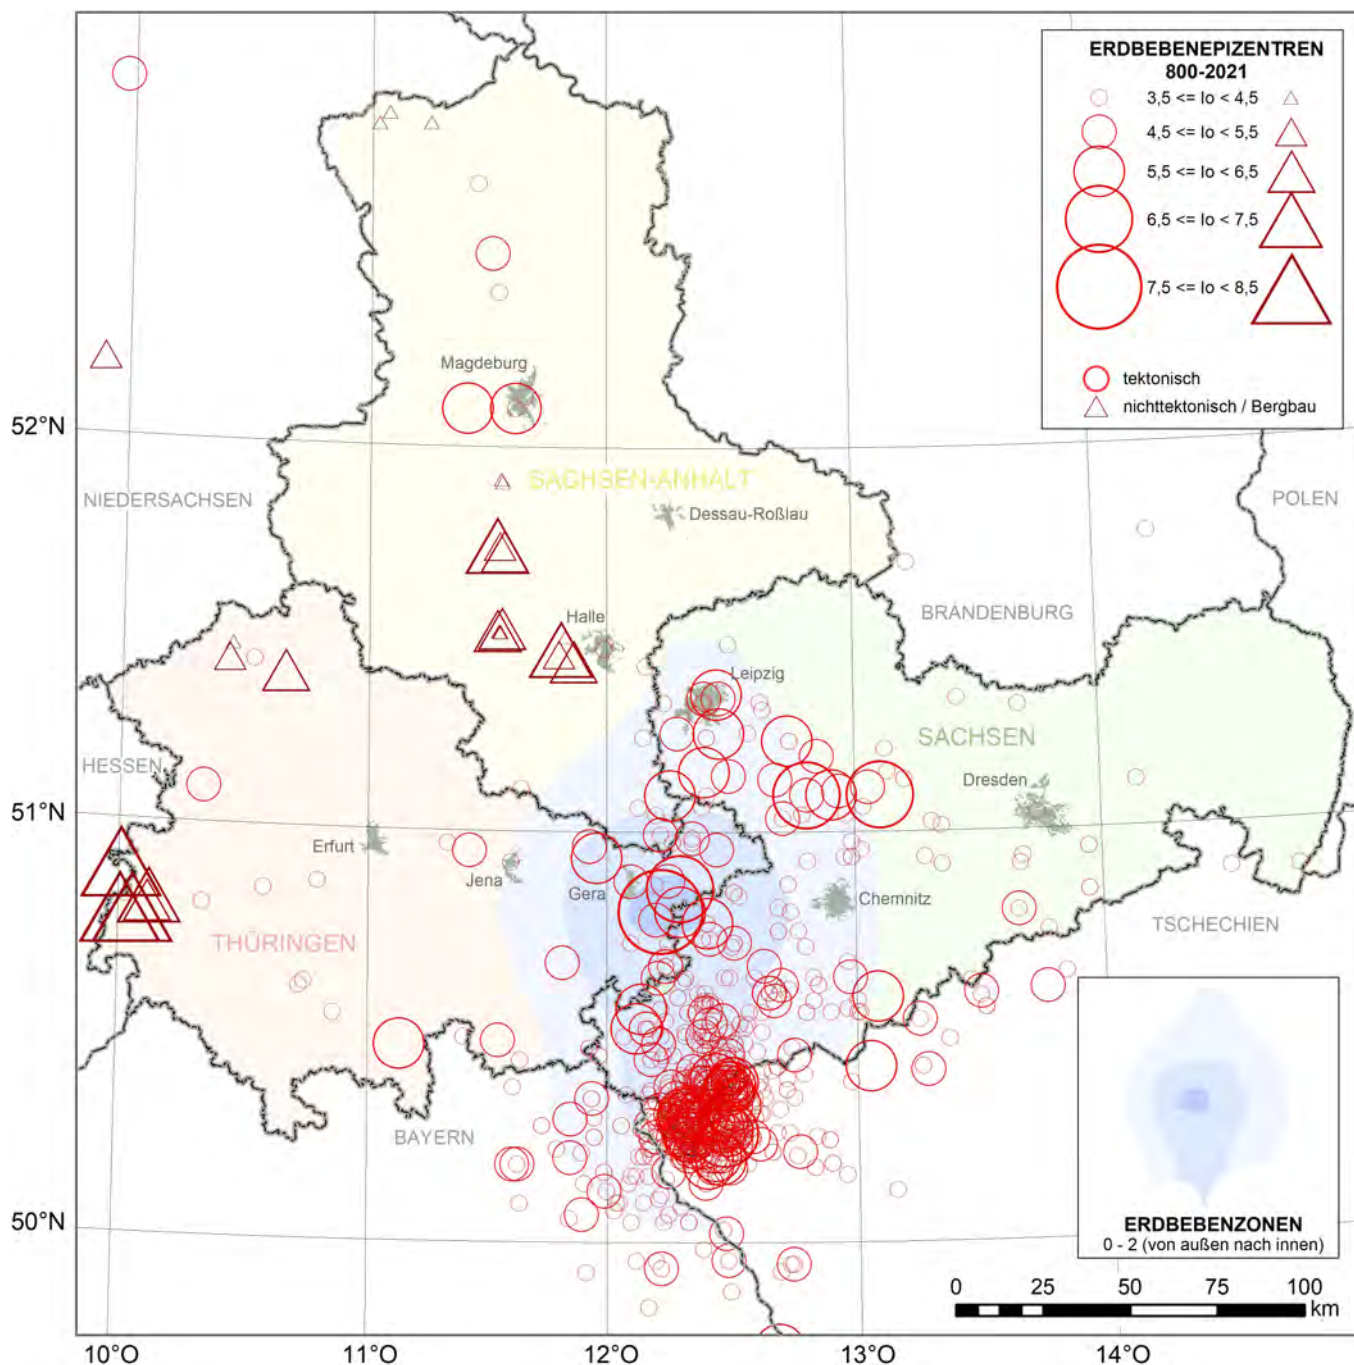 ERDBEBENEPIZENTREN
800-2021
3,5 <= Io < 4,5
4,5 <= Io < 5,5
5,5 <= Io < 6,5
6,5 <= Io < 7,5
7,5 <= Io < 8,5
tektonisch
nichttektonisch / Bergbau
Magdeburg
52°N
SACHSEN-ANHALT
NIEDERSACHSEN
POLEN
Dessau-Roßlau
BRANDENBURG
Halle
Leipzig
SACHSEN
HESSEN
Dresden
51°N
Erfurt
Jena
Gera
Chemnitz
TSCHECHIEN
THÜRINGEN
BAYERN
50°N
ERDBEBENZONEN
0 - 2 (von außen nach innen)
0 25 50 75 100
km
10°O 11°O 12°O 13°O 14°O